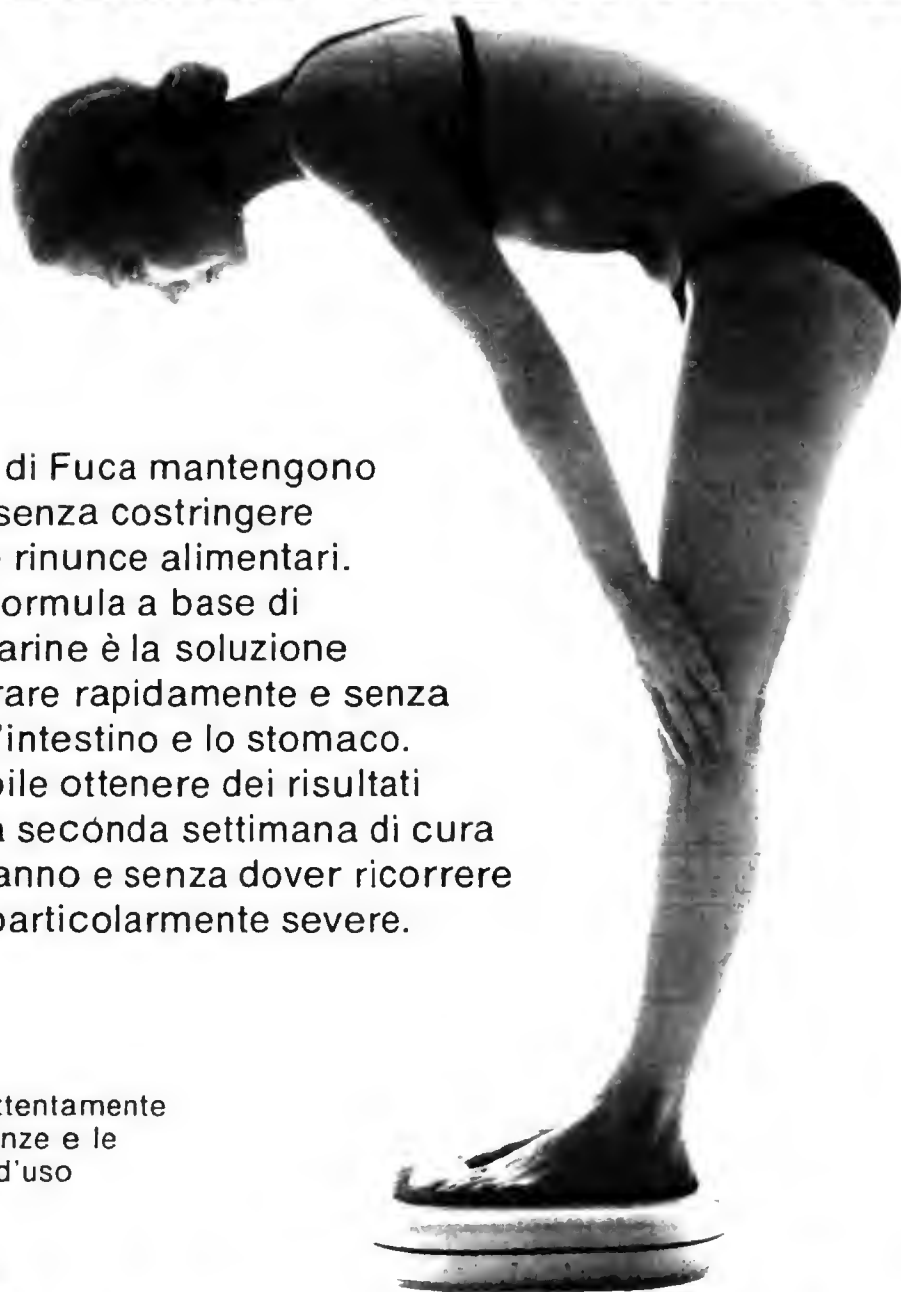 di Fuca mantengono
senza costringere
rinunce alimentari.
ormula a base di
arine è la soluzione
rare rapidamente e senza
'intestino e lo stomaco.
ile ottenere dei risultati
a secónda settimana di cura
anno e senza dover ricorrere
particolarmente severe.
ttentamente
nze e le
d'uso